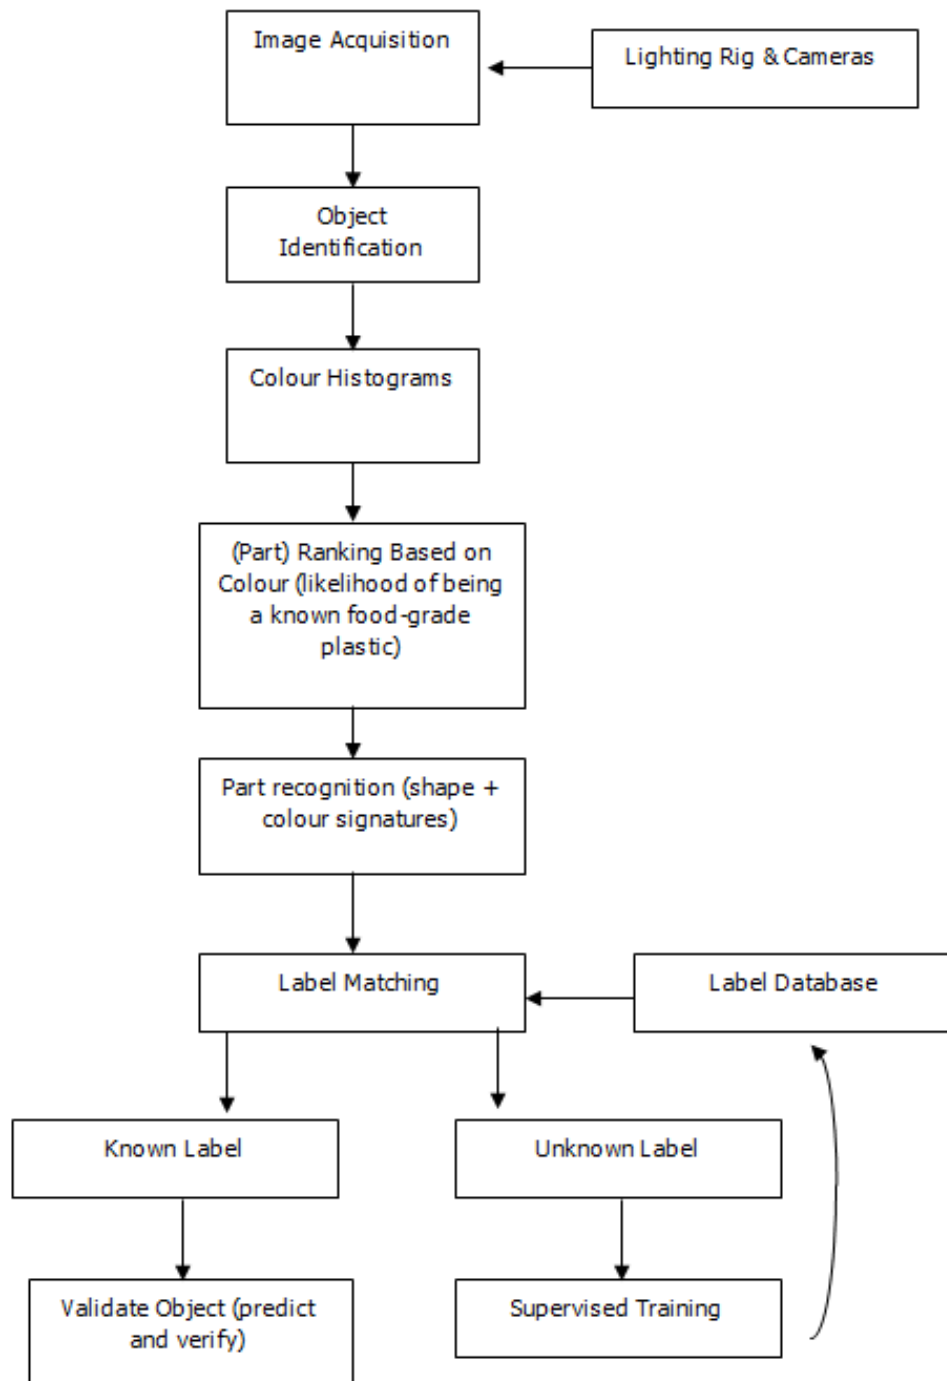 Image Acquisition
Lighting Rig & Cameras
Object
Identification
Colour Histograms
(Part) Ranking Based on
Colour (likelihood of being
a known food-grade
plastic)
Part recognition (shape +
colour signatures)
Label Matching
Label Database
Known Label
Unknown Label
Validate Object (predict
and verify)
Supervised Training